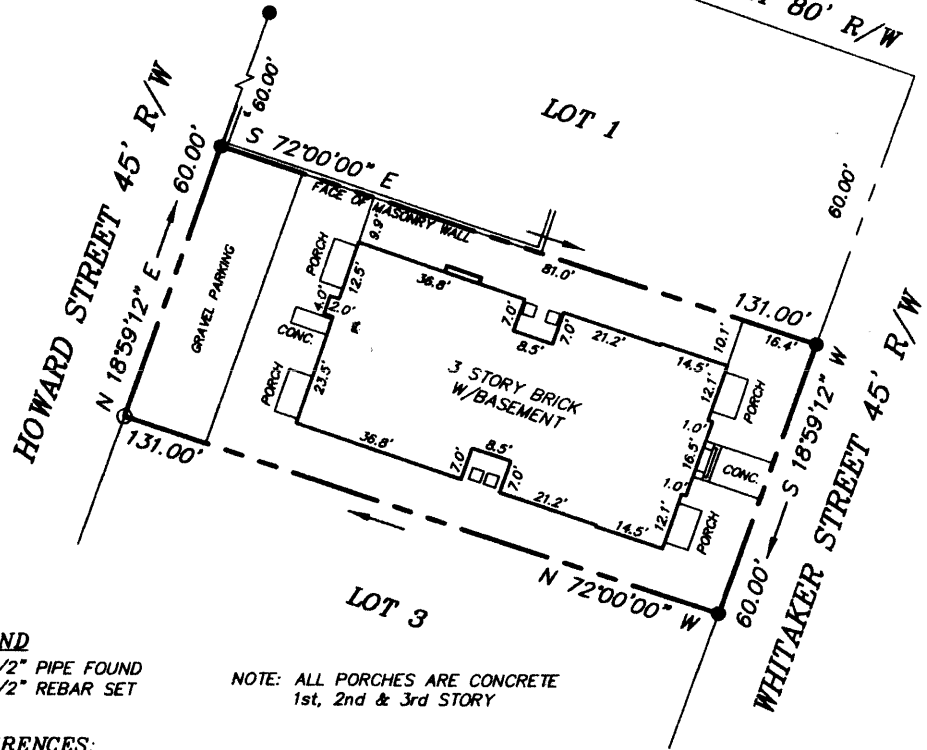 80' R/W
HOWARD STREET 45' R/W
60.00'
LOT 1
60.00'
S 72°00'00" E
FACE OF MASONRY WALL
81.0'
131.00'
16.4'
10.1'
N 18°59'12" E 60.00'
GRAVEL PARKING
PORCH
9.9'
12.5'
4.0'
2.0'
CONC.
23.5'
PORCH
36.8'
7.0'
8.5'
7.0'
21.2'
14.5'
3 STORY BRICK
W/BASEMENT
12.1'
PORCH
1.0'
16.5'
CONC.
1.0'
12.1'
PORCH
36.8'
7.0'
8.5'
7.0'
21.2'
14.5'
131.00'
N 72°00'00" W
S 18°59'12" W
60.00'
WHITAKER STREET 45' R/W
LOT 3
ND
/2" PIPE FOUND
/2" REBAR SET
NOTE: ALL PORCHES ARE CONCRETE
1st, 2nd & 3rd STORY
RENCES: